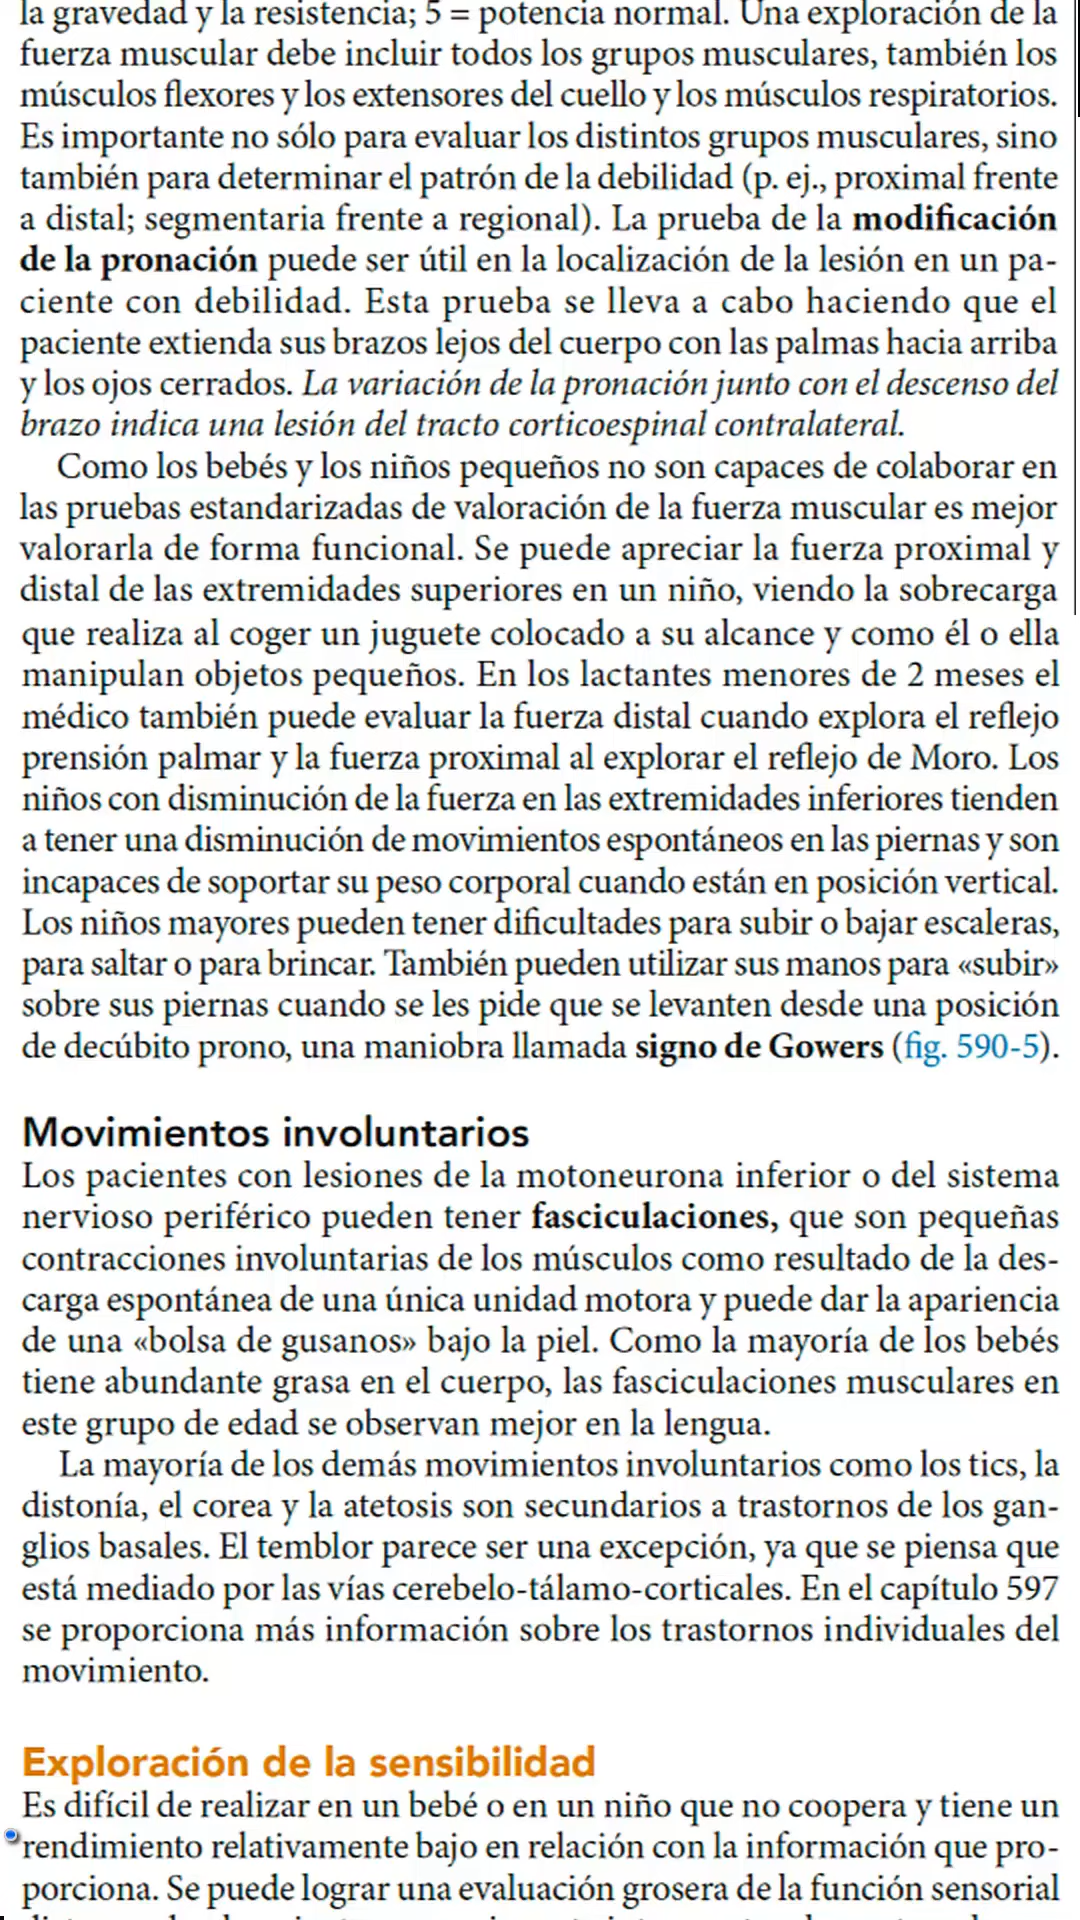 la gravedad y la resistencia; 5 = potencia normal. Una exploración de la
fuerza muscular debe incluir todos los grupos musculares, también los
músculos flexores y los extensores del cuello y los músculos respiratorios.
Es importante no sólo para evaluar los distintos grupos musculares, sino
también para determinar el patrón de la debilidad (p. ej., proximal frente
a distal; segmentaria frente a regional). La prueba de la modificación
de la pronación puede ser útil en la localización de la lesión en un pa-
ciente con debilidad. Esta prueba se lleva a cabo haciendo que el
paciente extienda sus brazos lejos del cuerpo con las palmas hacia arriba
y los ojos cerrados. La variación de la pronación junto con el descenso del
brazo indica una lesión del tracto corticoespinal contralateral.
Como los bebés y los niños pequeños no son capaces de colaborar en
las pruebas estandarizadas de valoración de la fuerza muscular es mejor
valorarla de forma funcional. Se puede apreciar la fuerza proximal y
distal de las extremidades superiores en un niño, viendo la sobrecarga
que realiza al coger un juguete colocado a su alcance y como él o ella
manipulan objetos pequeños. En los lactantes menores de 2 meses el
médico también puede evaluar la fuerza distal cuando explora el reflejo
prensión palmar y la fuerza proximal al explorar el reflejo de Moro. Los
niños con disminución de la fuerza en las extremidades inferiores tienden
a tener una disminución de movimientos espontáneos en las piernas y son
incapaces de soportar su peso corporal cuando están en posición vertical.
Los niños mayores pueden tener dificultades para subir o bajar escaleras,
para saltar o para brincar. También pueden utilizar sus manos para «subir»
sobre sus piernas cuando se les pide que se levanten desde una posición
de decúbito prono, una maniobra llamada signo de Gowers (fig. 590-5).
Movimientos involuntarios
Los pacientes con lesiones de la motoneurona inferior o del sistema
nervioso periférico pueden tener fasciculaciones, que son pequeñas
contracciones involuntarias de los músculos como resultado de la des-
carga espontánea de una única unidad motora y puede dar la apariencia
de una «bolsa de gusanos» bajo la piel. Como la mayoría de los bebés
tiene abundante grasa en el cuerpo, las fasciculaciones musculares en
este grupo de edad se observan mejor en la lengua.
La mayoría de los demás movimientos involuntarios como los tics, la
distonía, el corea y la atetosis son secundarios a trastornos de los gan-
glios basales. El temblor parece ser una excepción, ya que se piensa que
está mediado por las vías cerebelo-tálamo-corticales. En el capítulo 597
se proporciona más información sobre los trastornos individuales del
movimiento.
Exploración de la sensibilidad
Es difícil de realizar en un bebé o en un niño que no coopera y tiene un
rendimiento relativamente bajo en relación con la información que pro-
porciona. Se puede lograr una evaluación grosera de la función sensorial